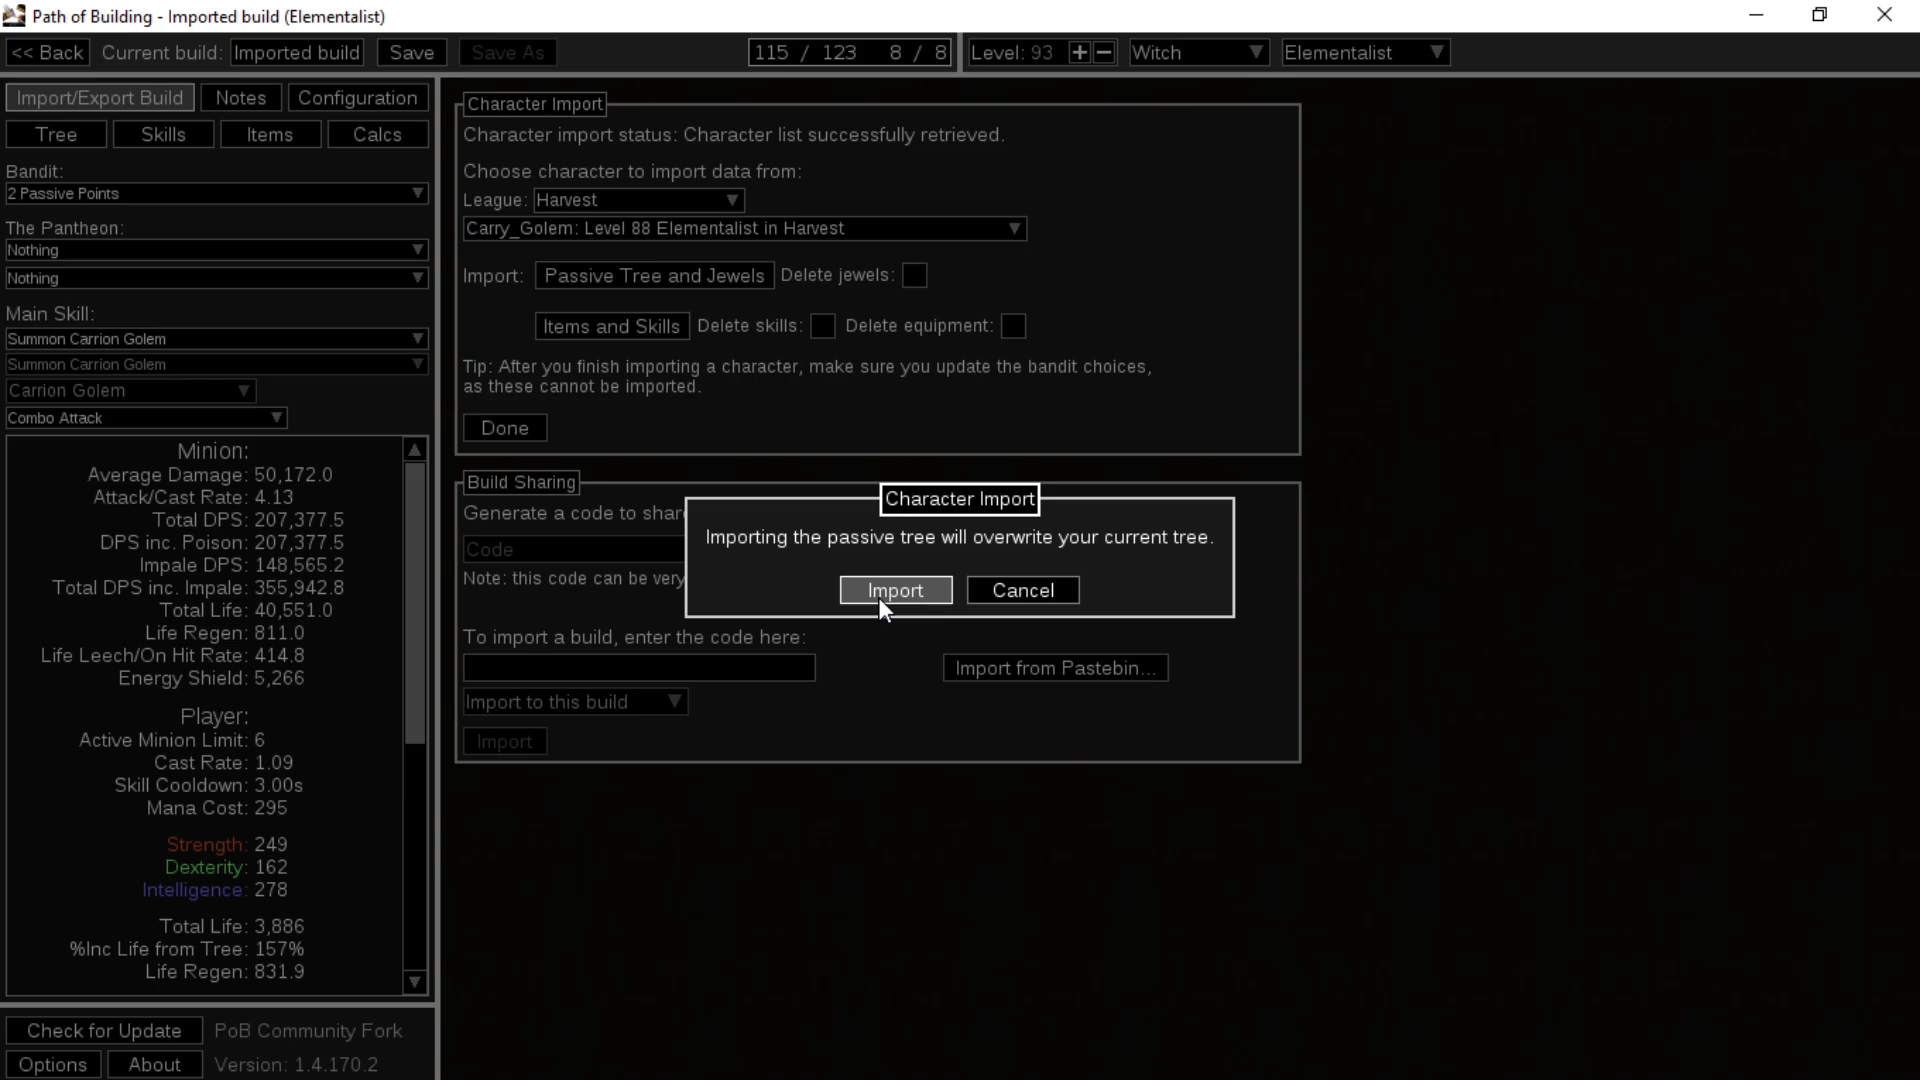 Path of Building - Imported build (Elementalist)
<< Back Current build: Imported build Save Save As 115 / 123 8 / 8 Level: 93 + - Witch Elementalist
Import/Export Build Notes Configuration
Tree Skills Items Calcs
Bandit:
2 Passive Points
The Pantheon:
Nothing
Nothing
Main Skill:
Summon Carrion Golem
Summon Carrion Golem
Carrion Golem
Combo Attack
Minion:
Average Damage: 50,172.0
Attack/Cast Rate: 4.13
Total DPS: 207,377.5
DPS inc. Poison: 207,377.5
Impale DPS: 148,565.2
Total DPS inc. Impale: 355,942.8
Total Life: 40,551.0
Life Regen: 811.0
Life Leech/On Hit Rate: 414.8
Energy Shield: 5,266
Player:
Active Minion Limit: 6
Cast Rate: 1.09
Skill Cooldown: 3.00s
Mana Cost: 295
Strength: 249
Dexterity: 162
Intelligence: 278
Total Life: 3,886
%Inc Life from Tree: 157%
Life Regen: 831.9
Check for Update PoB Community Fork
Options About Version: 1.4.170.2
Character Import
Character import status: Character list successfully retrieved.
Choose character to import data from:
League: Harvest
Carry_Golem: Level 88 Elementalist in Harvest
Import: Passive Tree and Jewels Delete jewels:
Items and Skills Delete skills: Delete equipment:
Tip: After you finish importing a character, make sure you update the bandit choices,
as these cannot be imported.
Done
Build Sharing
Generate a code to shar
Code
Note: this code can be very
Character Import
Importing the passive tree will overwrite your current tree.
Import Cancel
To import a build, enter the code here:
Import from Pastebin...
Import to this build
Import